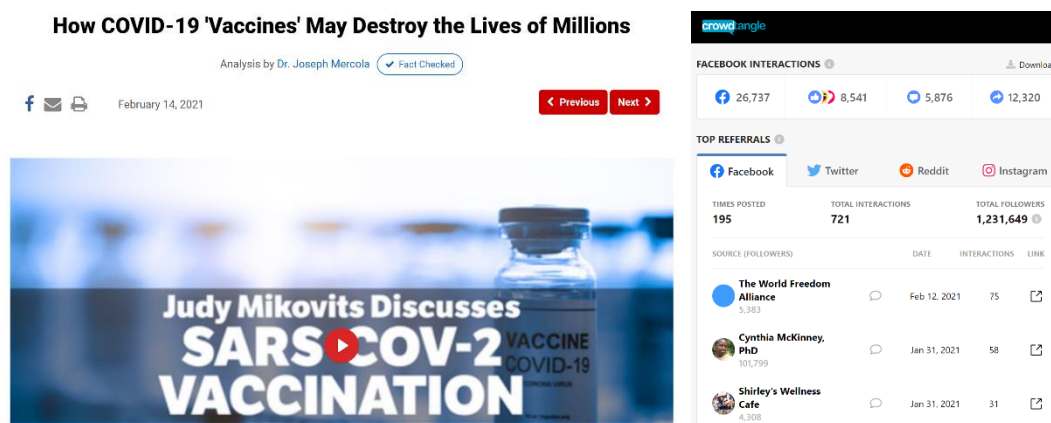 How COVID-19 'Vaccines' May Destroy the Lives of Millions
Analysis by Dr. Joseph Mercola Fact Checked
February 14, 2021
Previous
Next
Judy Mikovits Discusses
SARS-COV-2
VACCINATION
VACCINE
COVID-19
CORONA VIRUS
crowdtangle
FACEBOOK INTERACTIONS
Downloa
26,737
8,541
5,876
12,320
TOP REFERRALS
Facebook
Twitter
Reddit
Instagram
TIMES POSTED TOTAL INTERACTIONS TOTAL FOLLOWERS
195 721 1,231,649
SOURCE (FOLLOWERS) DATE INTERACTIONS LINK
The World Freedom
Alliance Feb 12, 2021 75
5,383
Cynthia McKinney,
PhD Jan 31, 2021 58
101,799
Shirley's Wellness
Cafe Jan 31, 2021 31
4,308